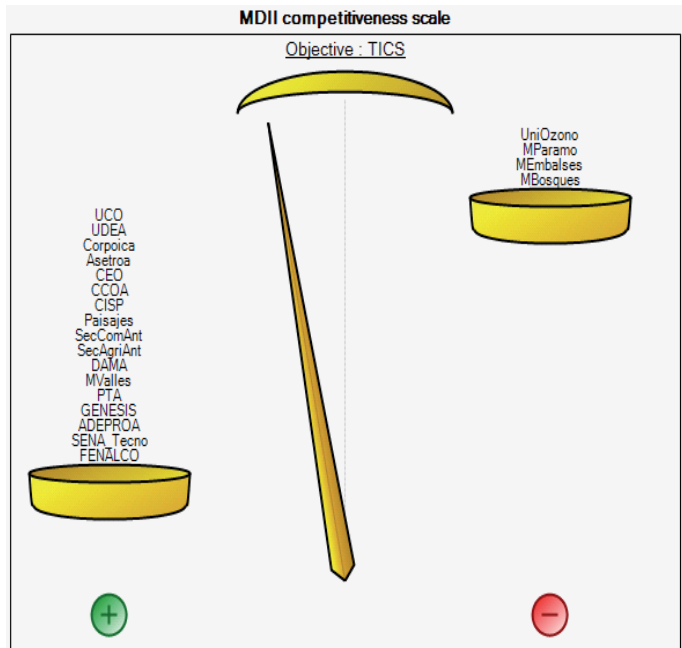 MDII competitiveness scale
Objective : TICS
UniOzono
MParamo
MEmbalses
MBosques
UCO
UDEA
Corpoica
Asetroa
CEO
CCOA
CISP
Paisajes
SecComAnt
SecAgriAnt
DAMA
MValles
PTA
GENESIS
ADEPROA
SENA_Tecno
FENALCO
+
−